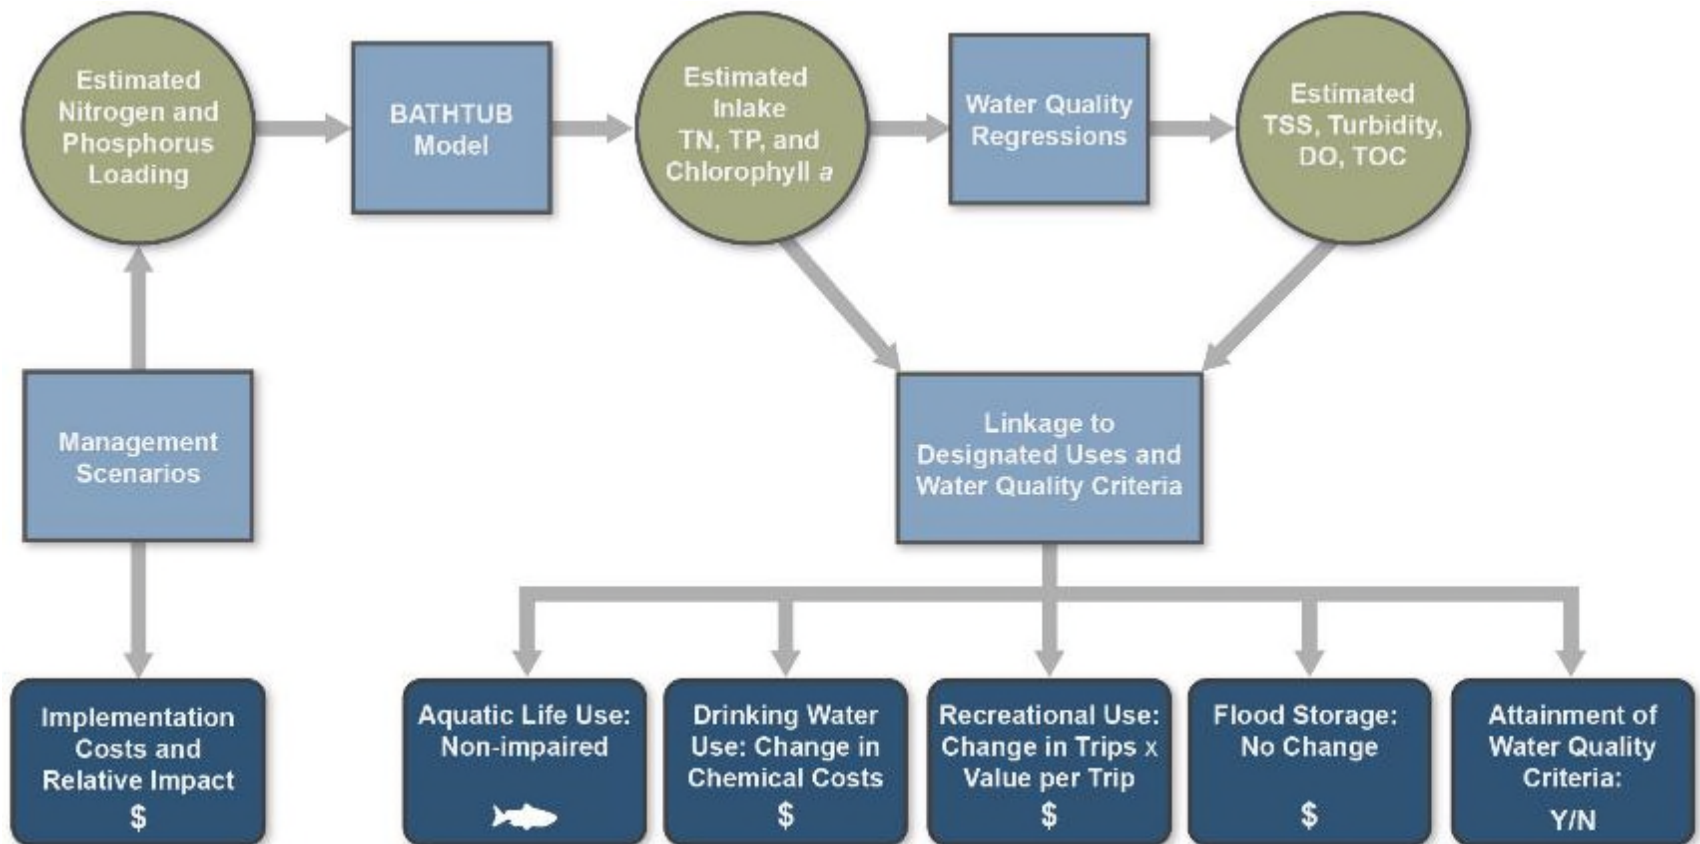 Estimated
Nitrogen and
Phosphorus
Loading
BATHTUB
Model
Estimated
Inlake
TN, TP, and
Chlorophyll a
Water Quality
Regressions
Estimated
TSS, Turbidity,
DO, TOC
Management
Scenarios
Linkage to
Designated Uses and
Water Quality Criteria
Implementation
Costs and
Relative Impact
$
Aquatic Life Use:
Non-impaired
Drinking Water
Use: Change in
Chemical Costs
$
Recreational Use:
Change in Trips x
Value per Trip
$
Flood Storage:
No Change
$
Attainment of
Water Quality
Criteria:
Y/N